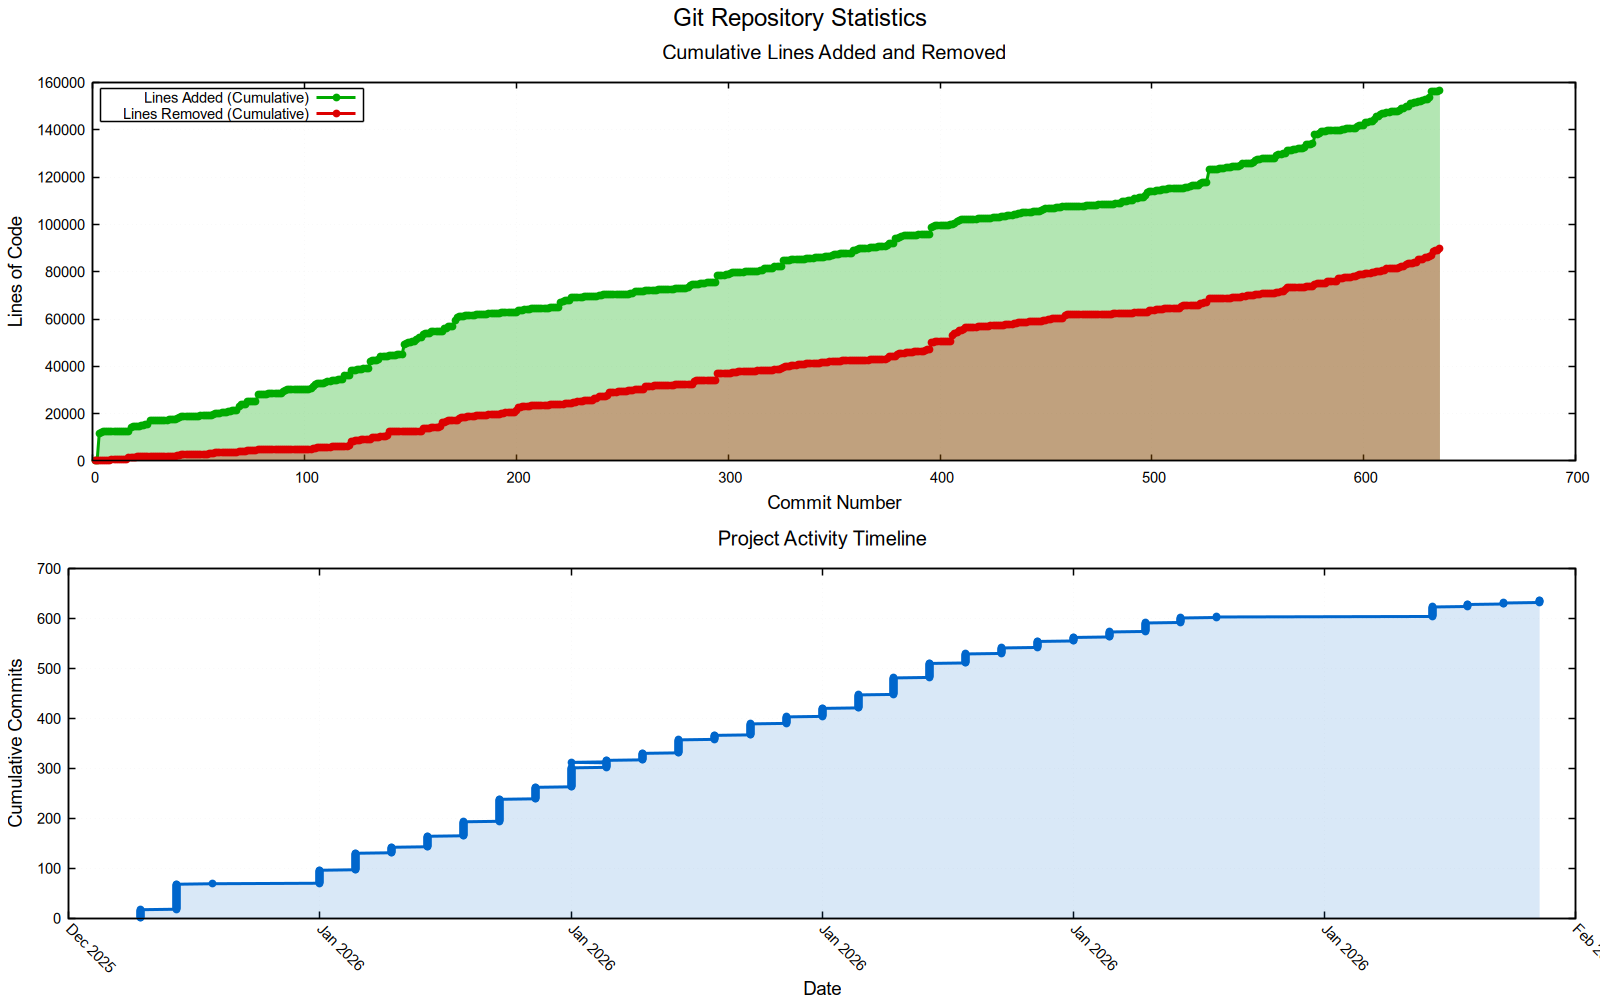 Git Repository Statistics
Cumulative Lines Added and Removed
160000
140000
120000
100000
80000
60000
40000
20000
0
Lines of Code
Lines Added (Cumulative)
Lines Removed (Cumulative)
0 100 200 300 400 500 600 700
Commit Number
Project Activity Timeline
700
600
500
400
300
200
100
0
Cumulative Commits
Dec 2025 Jan 2026 Jan 2026 Jan 2026 Jan 2026 Jan 2026 Feb
Date